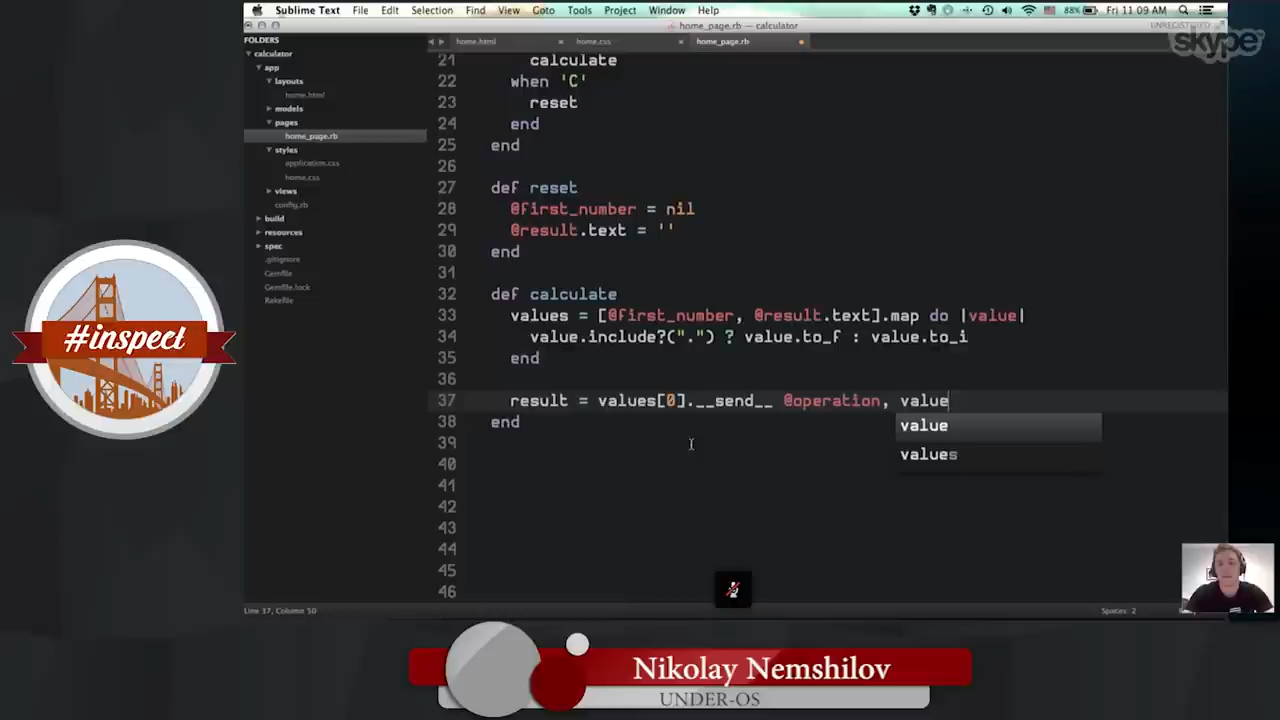 Sublime Text File Edit Selection Find View Goto Tools Project Window Help 88% Fri 11:09 AM
home_page.rb — calculator UNREGISTERED
skype
FOLDERS
calculator
app
layouts
home.html
models
pages
home_page.rb
styles
application.css
home.css
views
config.rb
build
resources
spec
.gitignore
Gemfile
Gemfile.lock
Rakefile
home.html home.css home_page.rb
21 calculate
22 when 'C'
23 reset
24 end
25 end
26
27 def reset
28 @first_number = nil
29 @result.text = ''
30 end
31
32 def calculate
33 values = [@first_number, @result.text].map do |value|
34 value.include?(".") ? value.to_f : value.to_i
35 end
36
37 result = values[0].__send__ @operation, value
38 end
39
40
41
42
43
44
45
46
value
values
#inspect
Line 37, Column 50
Spaces: 2
Nikolay Nemshilov
UNDER-OS